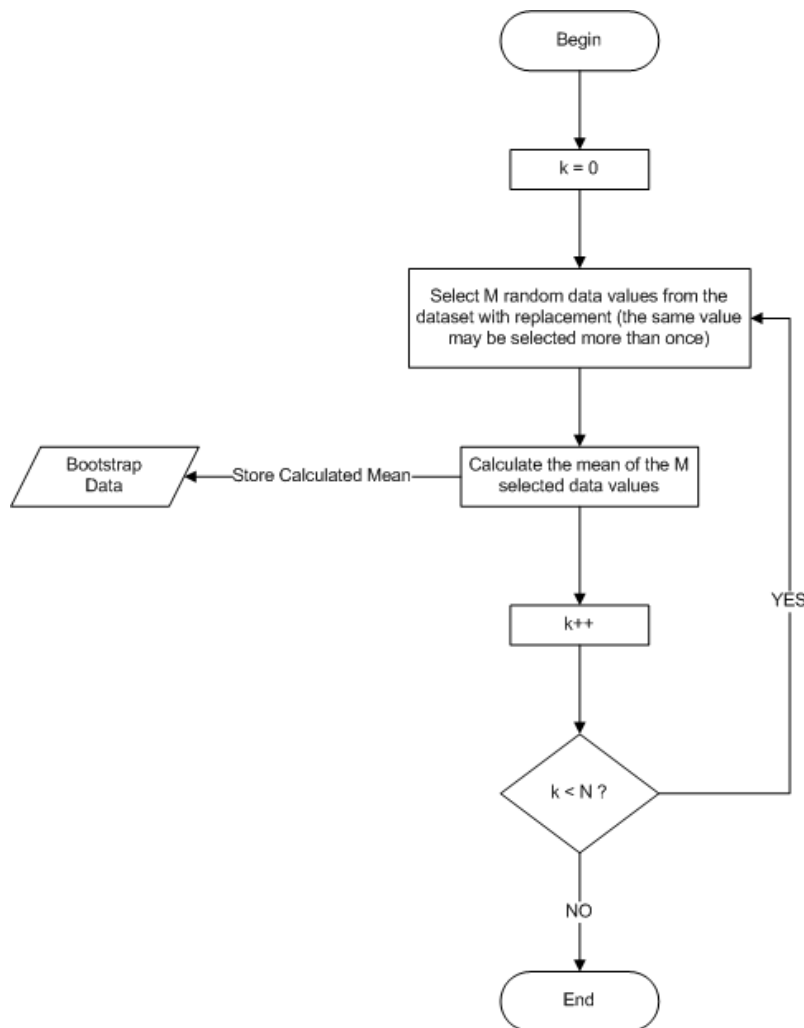 Begin
k = 0
Select M random data values from the
dataset with replacement (the same value
may be selected more than once)
Bootstrap
Data
Store Calculated Mean
Calculate the mean of the M
selected data values
k++
YES
k < N ?
NO
End